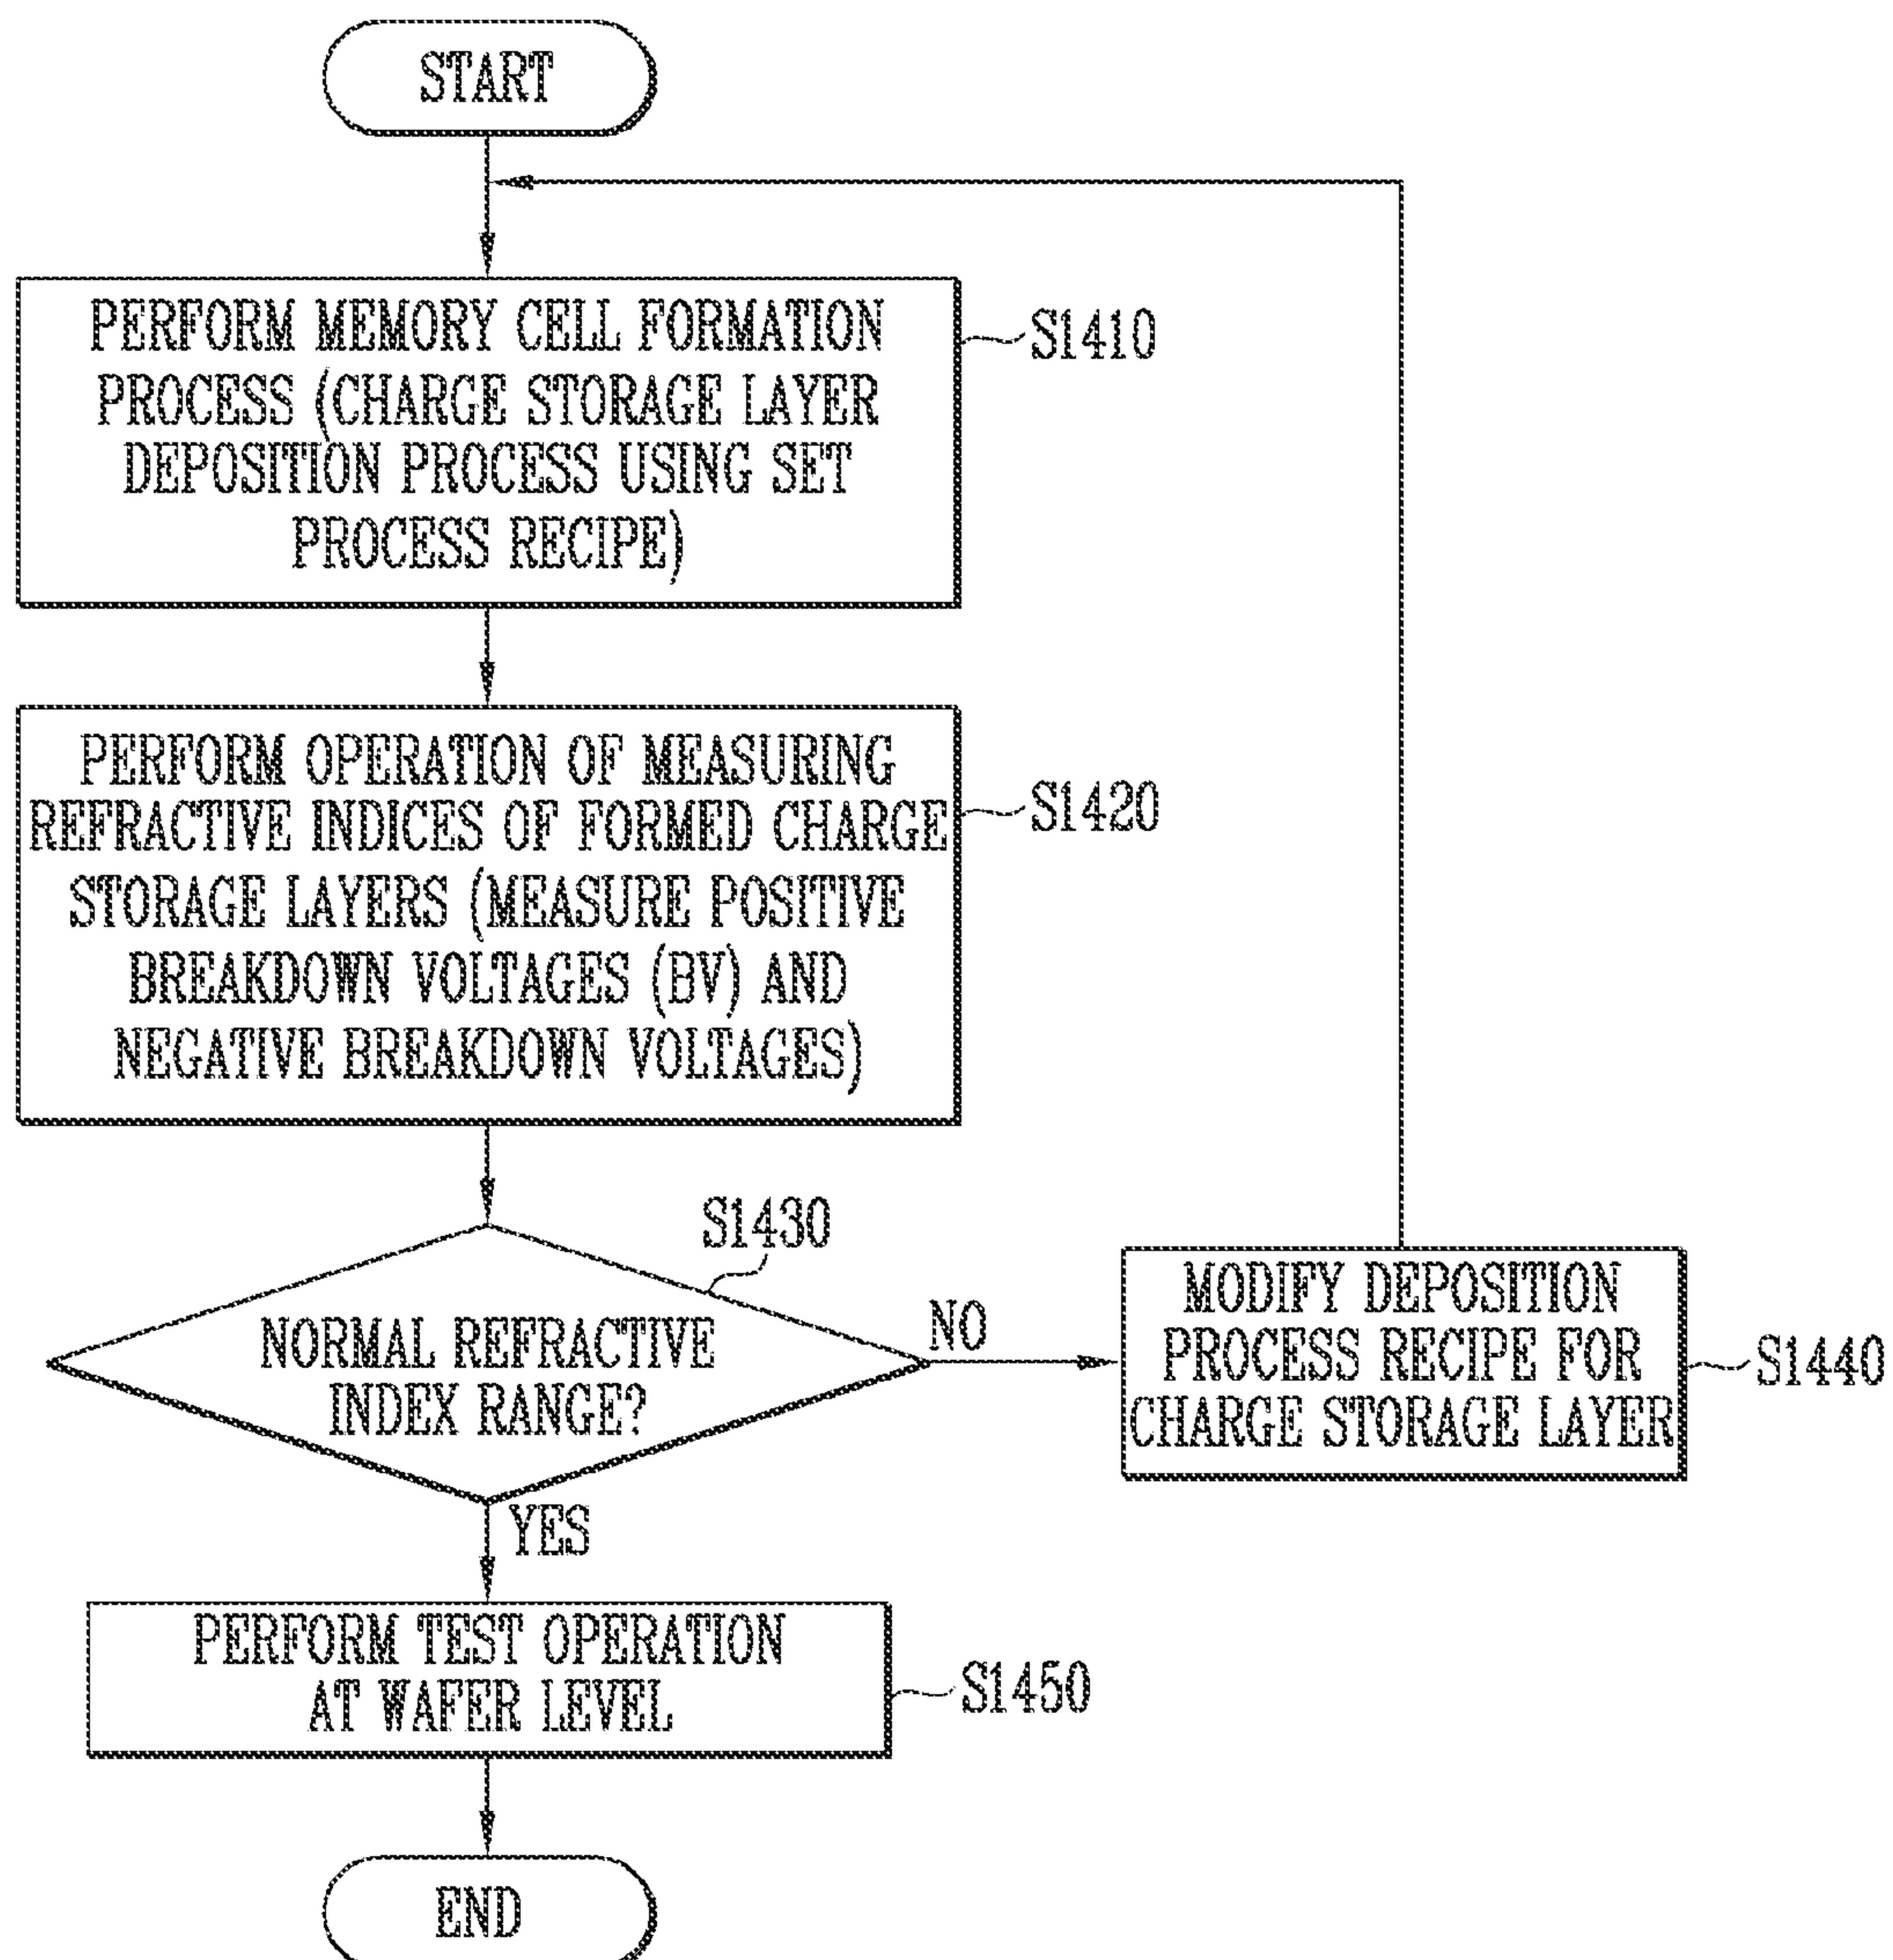 START
PERFORM MEMORY CELL FORMATION
PROCESS (CHARGE STORAGE LAYER
DEPOSITION PROCESS USING SET
PROCESS RECIPE)
S1410
PERFORM OPERATION OF MEASURING
REFRACTIVE INDICES OF FORMED CHARGE
STORAGE LAYERS (MEASURE POSITIVE
BREAKDOWN VOLTAGES (BV) AND
NEGATIVE BREAKDOWN VOLTAGES)
S1420
S1430
NORMAL REFRACTIVE
INDEX RANGE?
NO
MODIFY DEPOSITION
PROCESS RECIPE FOR
CHARGE STORAGE LAYER
S1440
YES
PERFORM TEST OPERATION
AT WAFER LEVEL
S1450
END